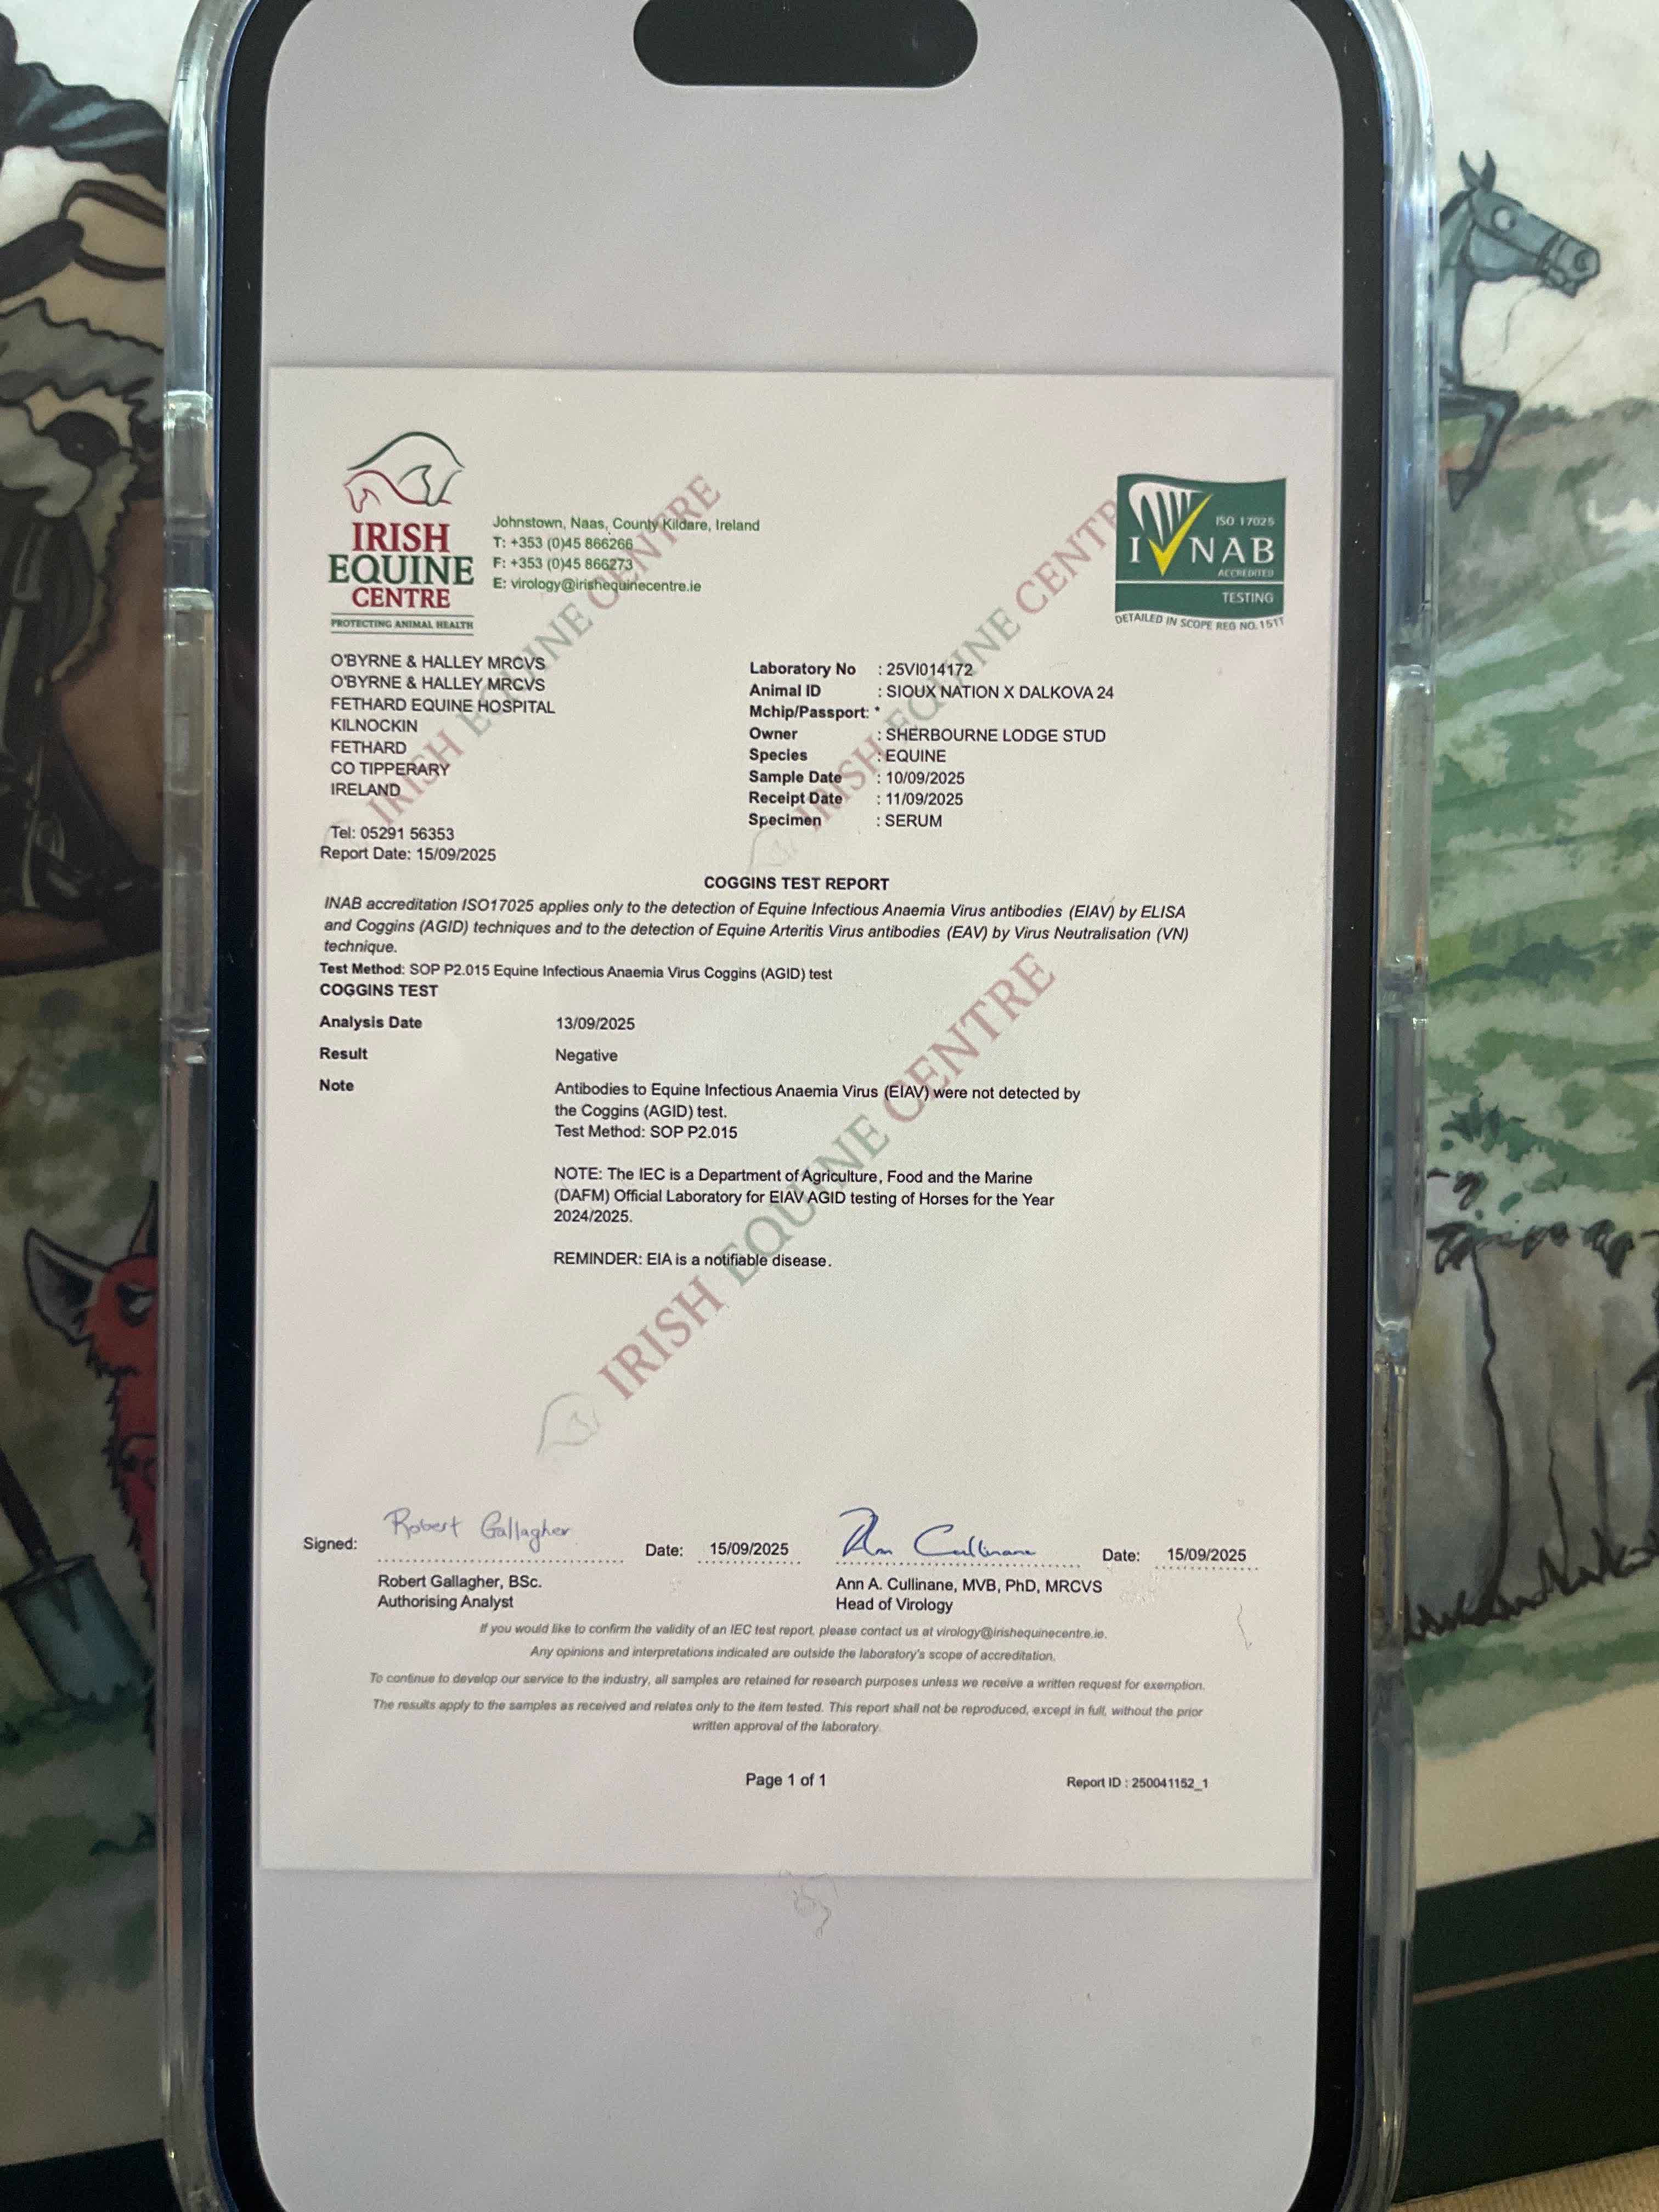 IRISH
EQUINE
CENTRE
PROTECTING ANIMAL HEALTH
Johnstown, Naas, County Kildare, Ireland
T: +353 (0)45 866266
F: +353 (0)45 866273
E: virology@irishequinecentre.ie
ISO 17025
INAB
ACCREDITED
TESTING
DETAILED IN SCOPE REG NO. 151T
O'BYRNE & HALLEY MRCVS
O'BYRNE & HALLEY MRCVS
FETHARD EQUINE HOSPITAL
KILNOCKIN
FETHARD
CO TIPPERARY
IRELAND
Tel: 05291 56353
Report Date: 15/09/2025
Laboratory No : 25VI014172
Animal ID : SIOUX NATION X DALKOVA 24
Mchip/Passport: *
Owner : SHERBOURNE LODGE STUD
Species : EQUINE
Sample Date : 10/09/2025
Receipt Date : 11/09/2025
Specimen : SERUM
COGGINS TEST REPORT
INAB accreditation ISO17025 applies only to the detection of Equine Infectious Anaemia Virus antibodies (EIAV) by ELISA
and Coggins (AGID) techniques and to the detection of Equine Arteritis Virus antibodies (EAV) by Virus Neutralisation (VN)
technique.
Test Method: SOP P2.015 Equine Infectious Anaemia Virus Coggins (AGID) test
COGGINS TEST
Analysis Date 13/09/2025
Result Negative
Note Antibodies to Equine Infectious Anaemia Virus (EIAV) were not detected by
the Coggins (AGID) test.
Test Method: SOP P2.015
NOTE: The IEC is a Department of Agriculture, Food and the Marine
(DAFM) Official Laboratory for EIAV AGID testing of Horses for the Year
2024/2025.
REMINDER: EIA is a notifiable disease.
IRISH EQUINE CENTRE
IRISH EQUINE CENTRE
IRISH EQUINE CENTRE
Signed: Robert Gallagher Date: 15/09/2025 Ann Cullinane Date: 15/09/2025
Robert Gallagher, BSc. Ann A. Cullinane, MVB, PhD, MRCVS
Authorising Analyst Head of Virology
If you would like to confirm the validity of an IEC test report, please contact us at virology@irishequinecentre.ie.
Any opinions and interpretations indicated are outside the laboratory's scope of accreditation.
To continue to develop our service to the industry, all samples are retained for research purposes unless we receive a written request for exemption.
The results apply to the samples as received and relates only to the item tested. This report shall not be reproduced, except in full, without the prior
written approval of the laboratory.
Page 1 of 1 Report ID : 250041152_1